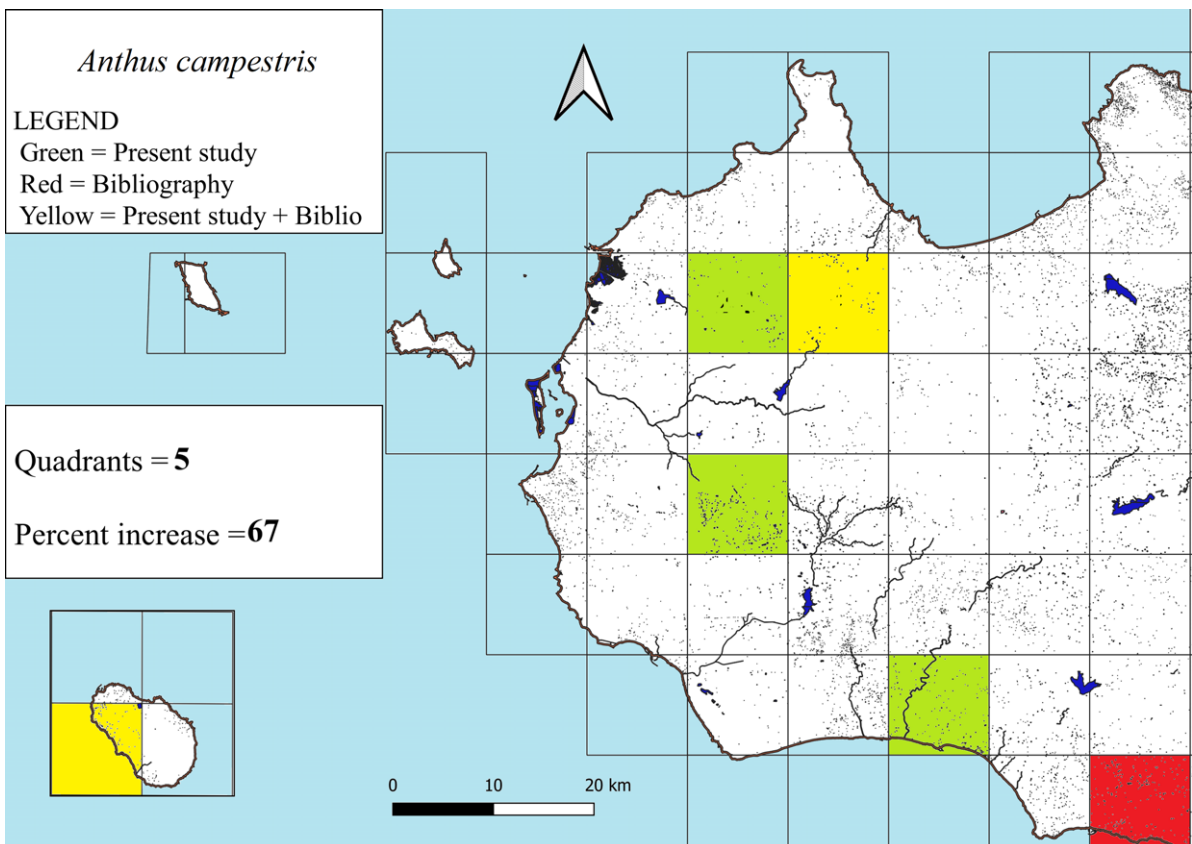 Anthus campestris
LEGEND
Green = Present study
Red = Bibliography
Yellow = Present study + Biblio
Quadrants = 5
Percent increase =67
0 10 20 km